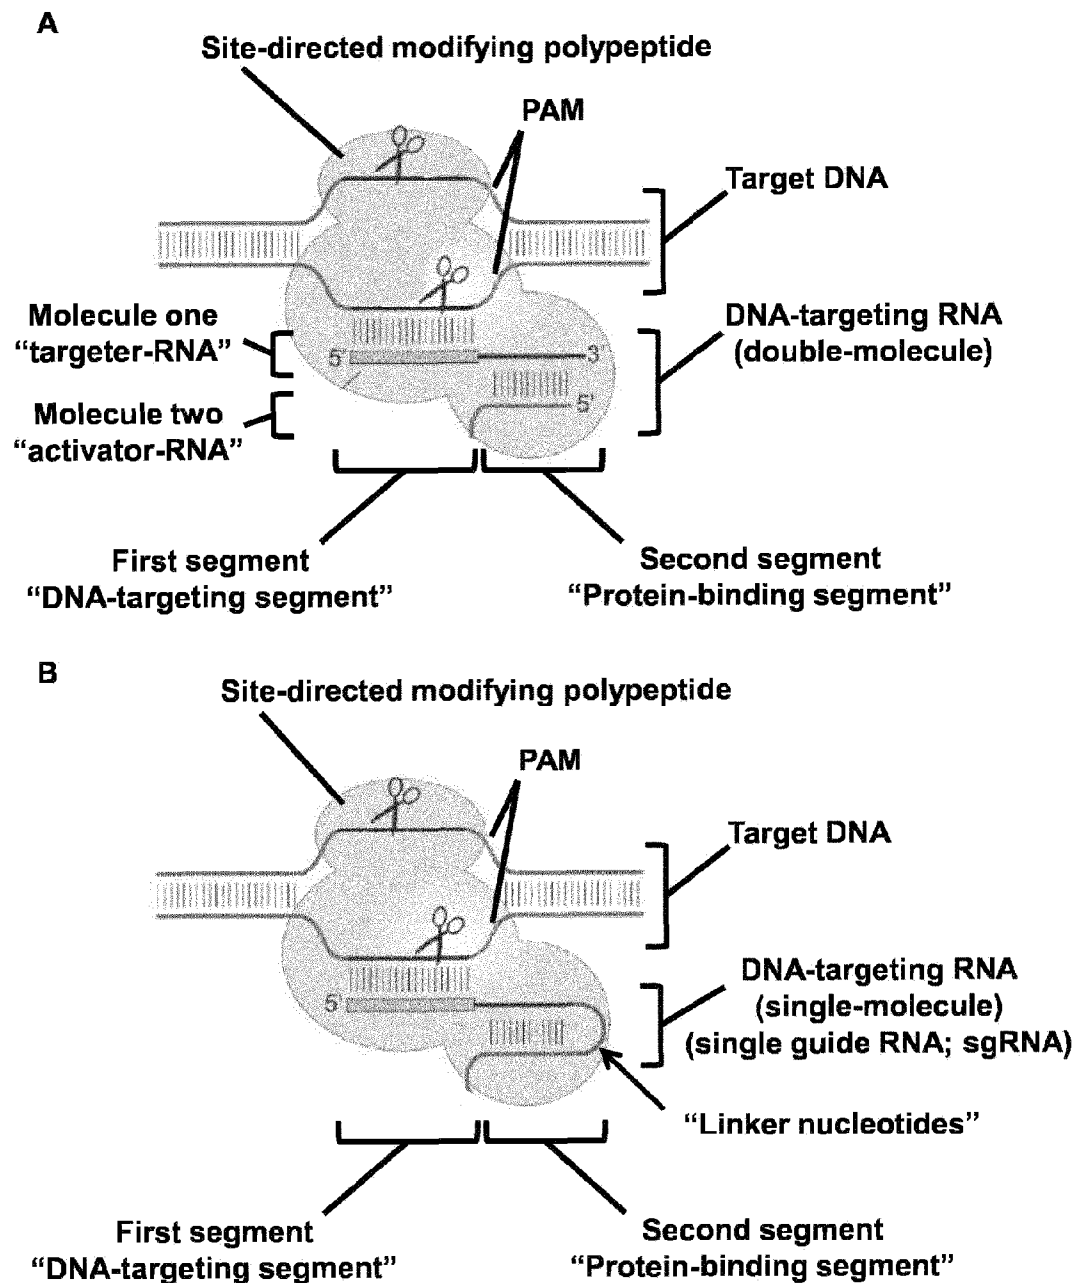 A
Site-directed modifying polypeptide
PAM
Target DNA
Molecule one
“targeter-RNA”
DNA-targeting RNA
(double-molecule)
5'
3'
Molecule two
“activator-RNA”
5'
First segment
“DNA-targeting segment”
Second segment
“Protein-binding segment”
B
Site-directed modifying polypeptide
PAM
Target DNA
DNA-targeting RNA
(single-molecule)
(single guide RNA; sgRNA)
5'
“Linker nucleotides”
First segment
“DNA-targeting segment”
Second segment
“Protein-binding segment”